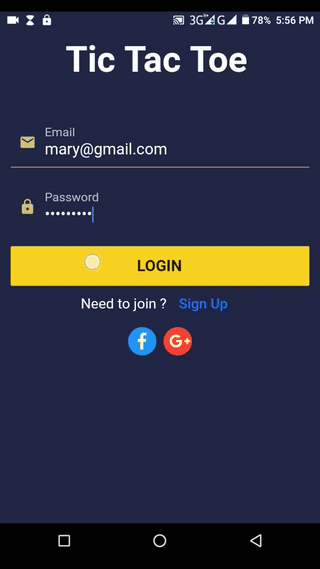 3G 4G 78% 5:56 PM
Tic Tac Toe
Email
mary@gmail.com
Password
•••••••••
LOGIN
Need to join ? Sign Up
f G+